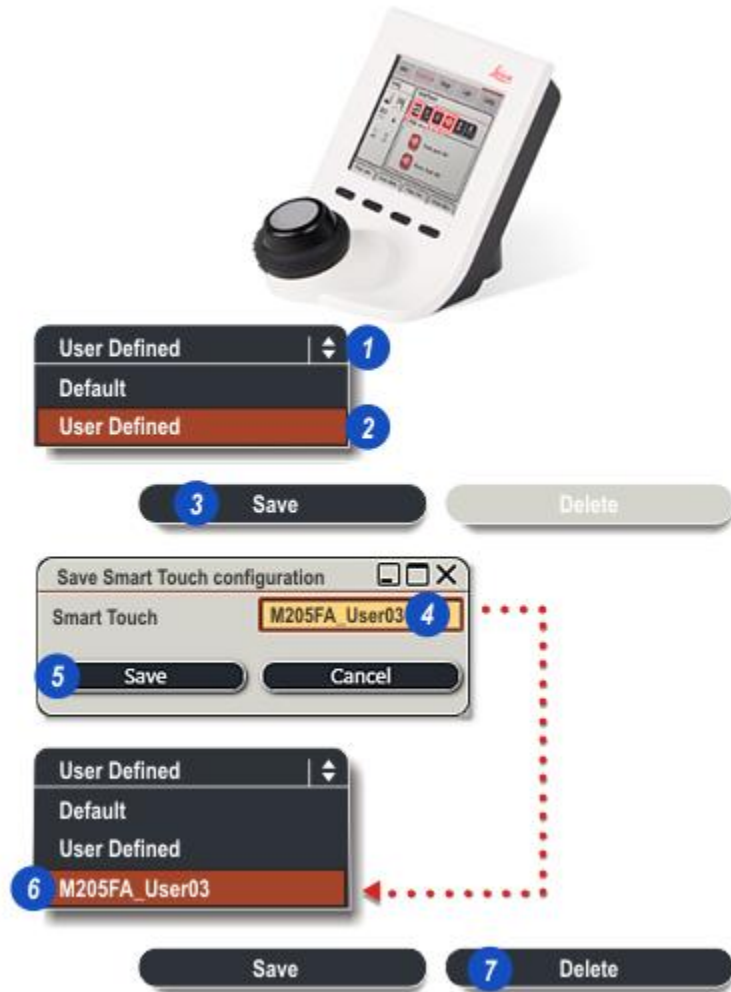 Leica
User Defined
1
Default
User Defined
2
3
Save
Delete
Save Smart Touch configuration
Smart Touch
M205FA_User03
4
5
Save
Cancel
User Defined
Default
User Defined
6
M205FA_User03
Save
7
Delete